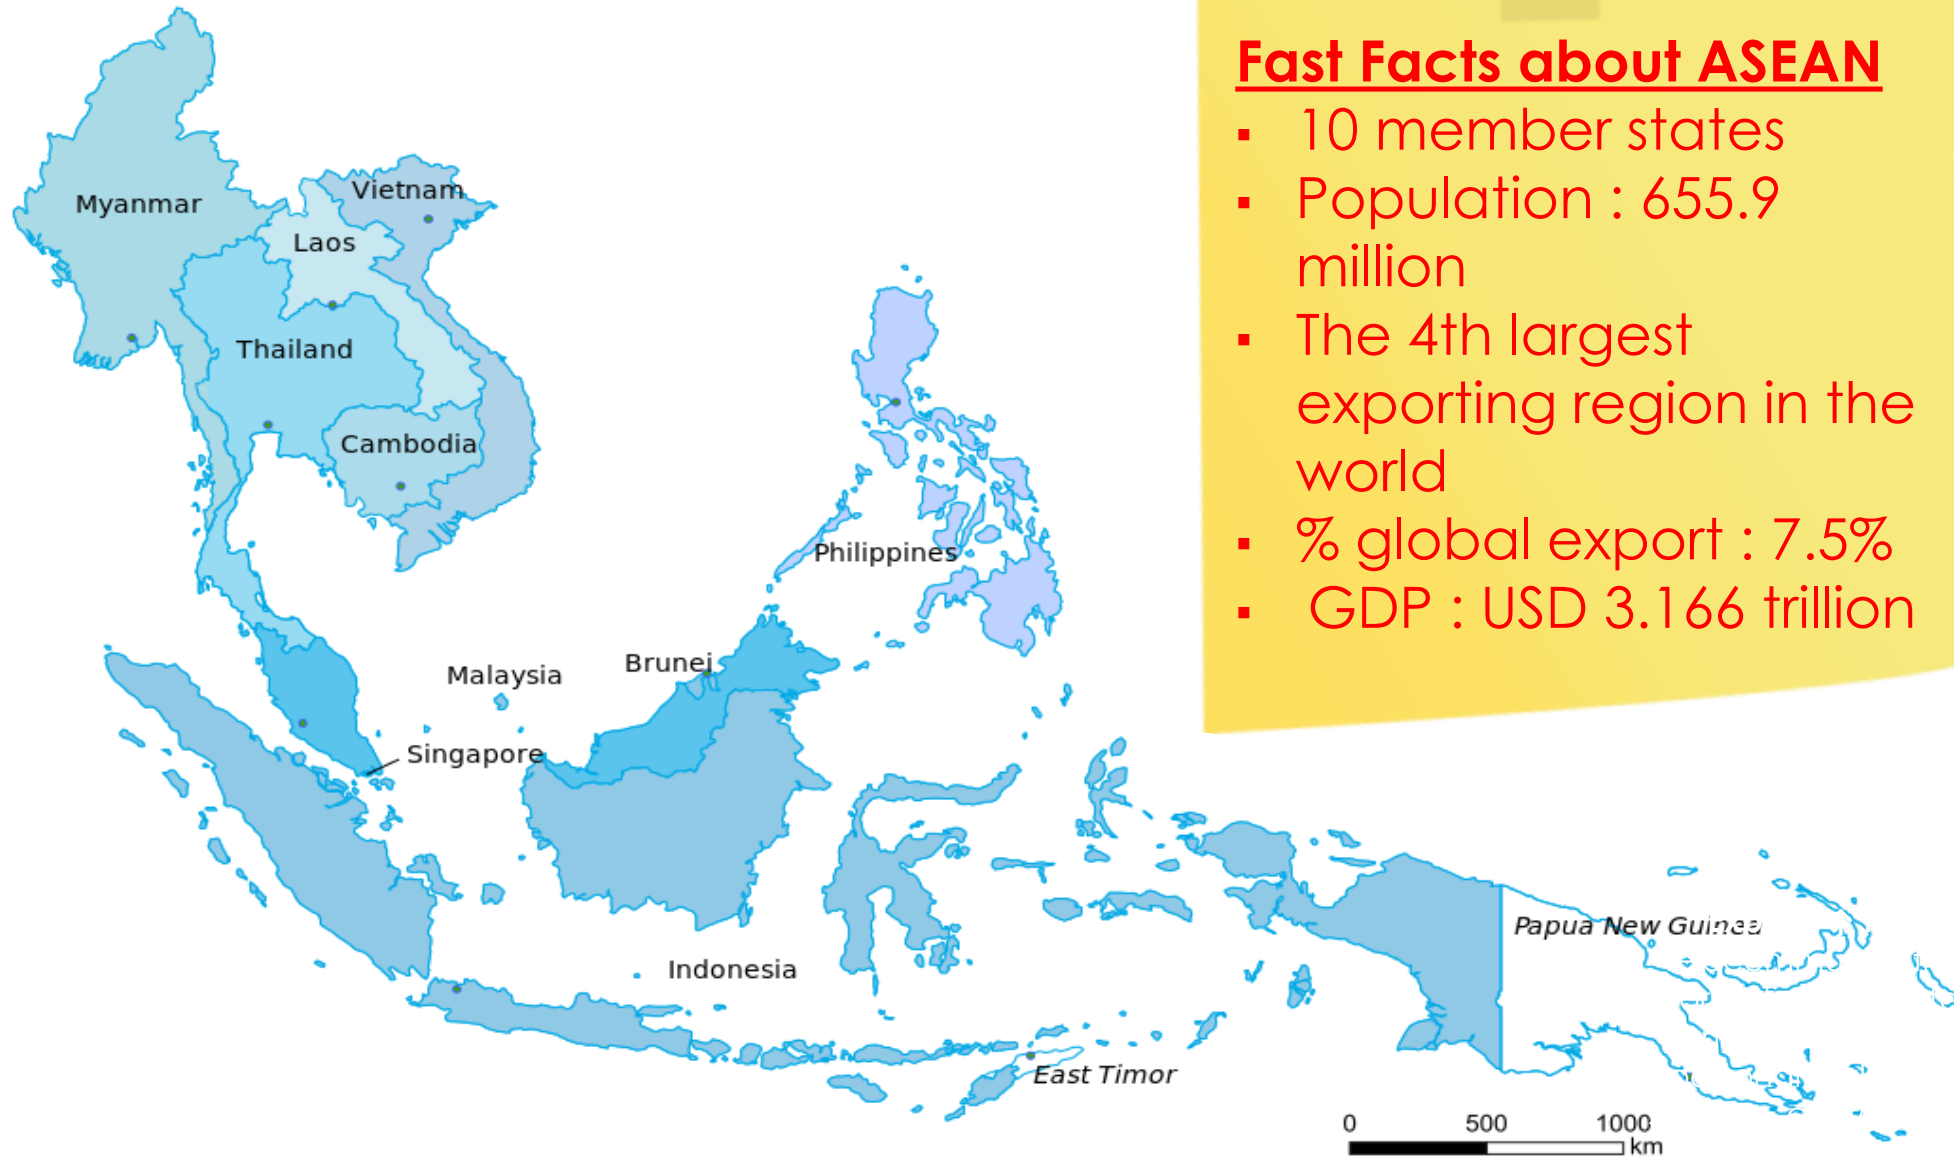 Fast Facts about ASEAN
▪ 10 member states
▪ Population : 655.9
million
▪ The 4th largest
exporting region in the
world
▪ % global export : 7.5%
▪ GDP : USD 3.166 trillion
Myanmar
Vietnam
Laos
Thailand
Cambodia
Philippines
Malaysia
Brunei
Singapore
Indonesia
Papua New Guinea
East Timor
0 500 1000
km